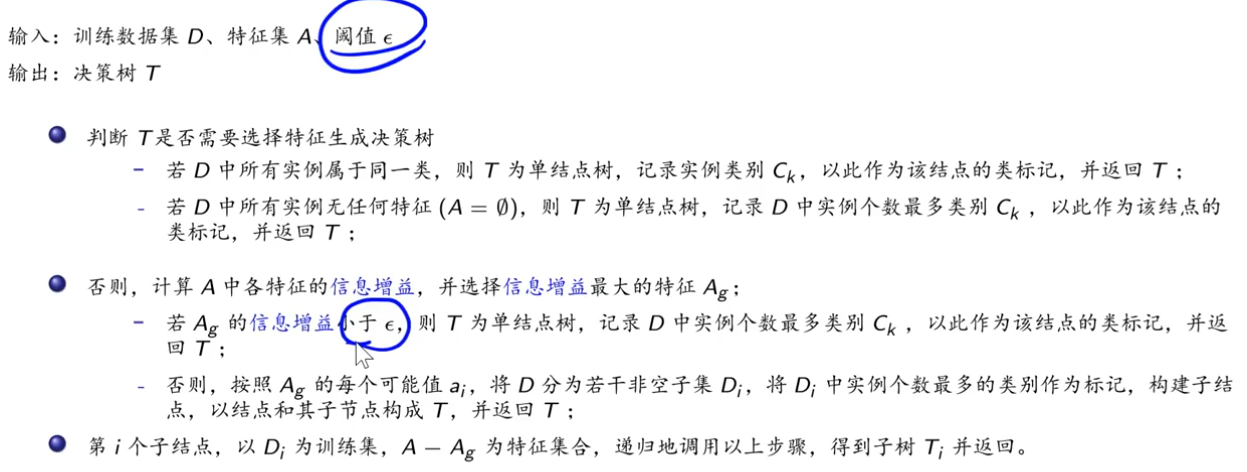 输入：训练数据集 D、特征集 A、阈值 ϵ
输出：决策树 T
判断 T是否需要选择特征生成决策树
- 若 D 中所有实例属于同一类，则 T 为单结点树，记录实例类别 Cₖ，以此作为该结点的类标记，并返回 T；
- 若 D 中所有实例无任何特征 (A = ∅)，则 T 为单结点树，记录 D 中实例个数最多类别 Cₖ，以此作为该结点的
类标记，并返回 T；
否则，计算 A 中各特征的信息增益，并选择信息增益最大的特征 A_g；
- 若 A_g 的信息增益小于 ϵ，则 T 为单结点树，记录 D 中实例个数最多类别 Cₖ，以此作为该结点的类标记，并返
回 T；
- 否则，按照 A_g 的每个可能值 aᵢ，将 D 分为若干非空子集 Dᵢ，将 Dᵢ 中实例个数最多的类别作为标记，构建子结
点，以结点和其子节点构成 T，并返回 T；
第 i 个子结点，以 Dᵢ 为训练集，A − A_g 为特征集合，递归地调用以上步骤，得到子树 Tᵢ 并返回。